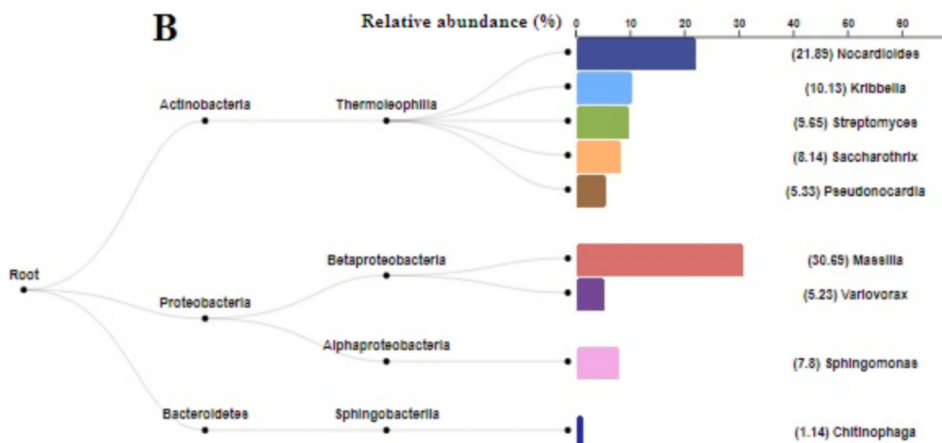 B
Relative abundance (%)
0 10 20 30 40 50 60
(21.89) Nocardioides
(10.13) Kribbella
Actinobacteria
Thermoleophilia
(9.65) Streptomyces
(8.14) Saccharothrix
(5.33) Pseudonocardia
Root
Betaproteobacteria
(30.69) Massilia
Proteobacteria
(5.23) Variovorax
Alphaproteobacteria
(7.8) Sphingomonas
Bacteroidetes
Sphingobacteriia
(1.14) Chitinophaga